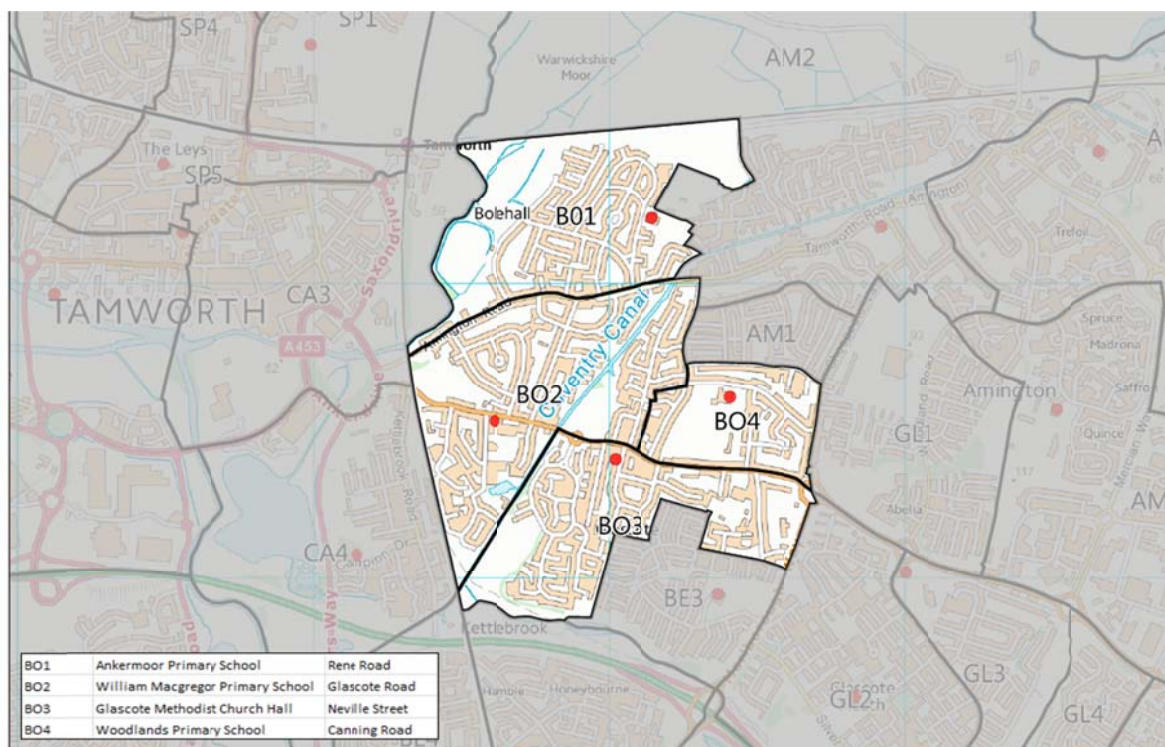 SP4
SP1
AM2
Warwickshire
Moor
Tamworth
The Leys
SP5
Bolehall
B01
Saxondrive
Tamworth Road
Amington
Trefoil
TAMWORTH
CA3
A453
Coventry Canal
AM1
Spruce
Madrona
Amington
Saffron
BO2
BO4
GL1
Quince
Kettlebrook Road
117
Abelia
AM
BO3
CA4
BE3
Kettlebrook
GL3
Hamble
Honeybourne
Glascote
GL2
GL4
BO1 Ankermoor Primary School Rene Road
BO2 William Macgregor Primary School Glascote Road
BO3 Glascote Methodist Church Hall Neville Street
BO4 Woodlands Primary School Canning Road